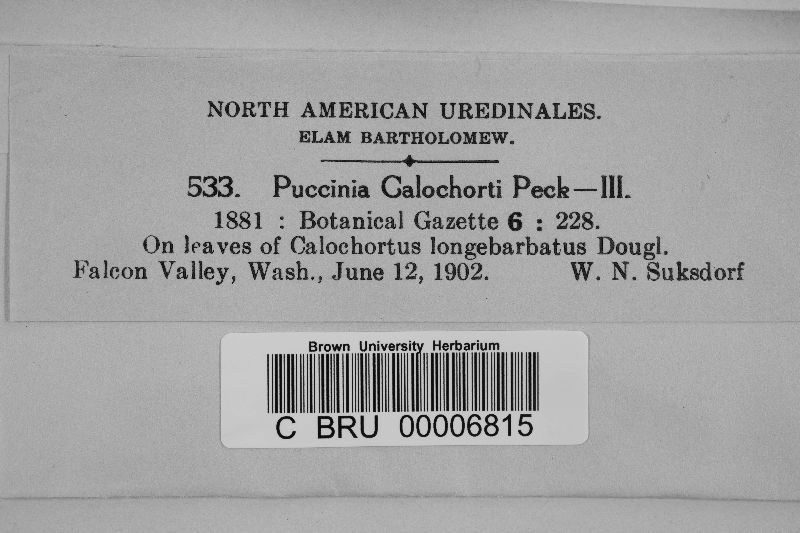 NORTH AMERICAN UREDINALES.
ELAM BARTHOLOMEW.
533. Puccinia Calochorti Peck—III.
1881 : Botanical Gazette 6 : 228.
On leaves of Calochortus longebarbatus Dougl.
Falcon Valley, Wash., June 12, 1902. W. N. Suksdorf
Brown University Herbarium
C BRU 00006815